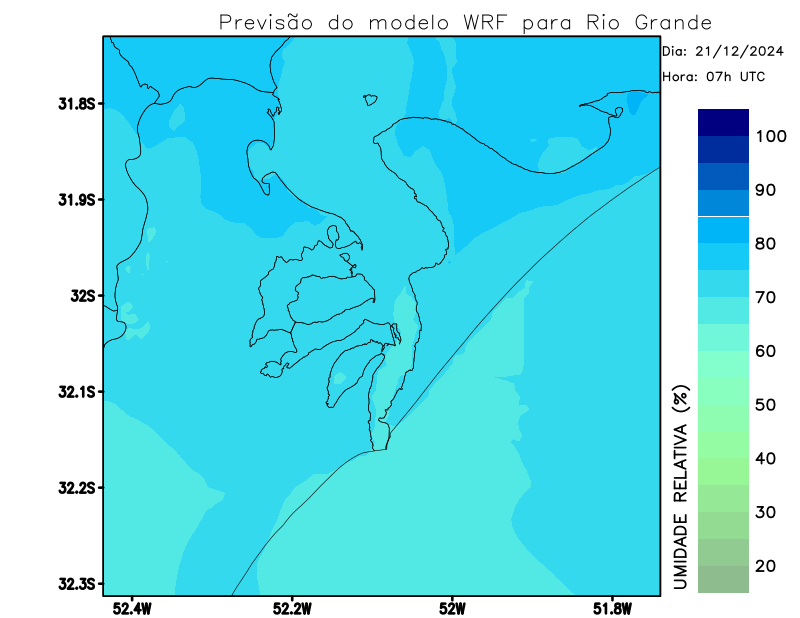 Previsão do modelo WRF para Rio Grande
Dia: 21/12/2024
Hora: 07h UTC
31.8S
31.9S
32S
32.1S
32.2S
32.3S
52.4W
52.2W
52W
51.8W
UMIDADE RELATIVA (%)
100
90
80
70
60
50
40
30
20